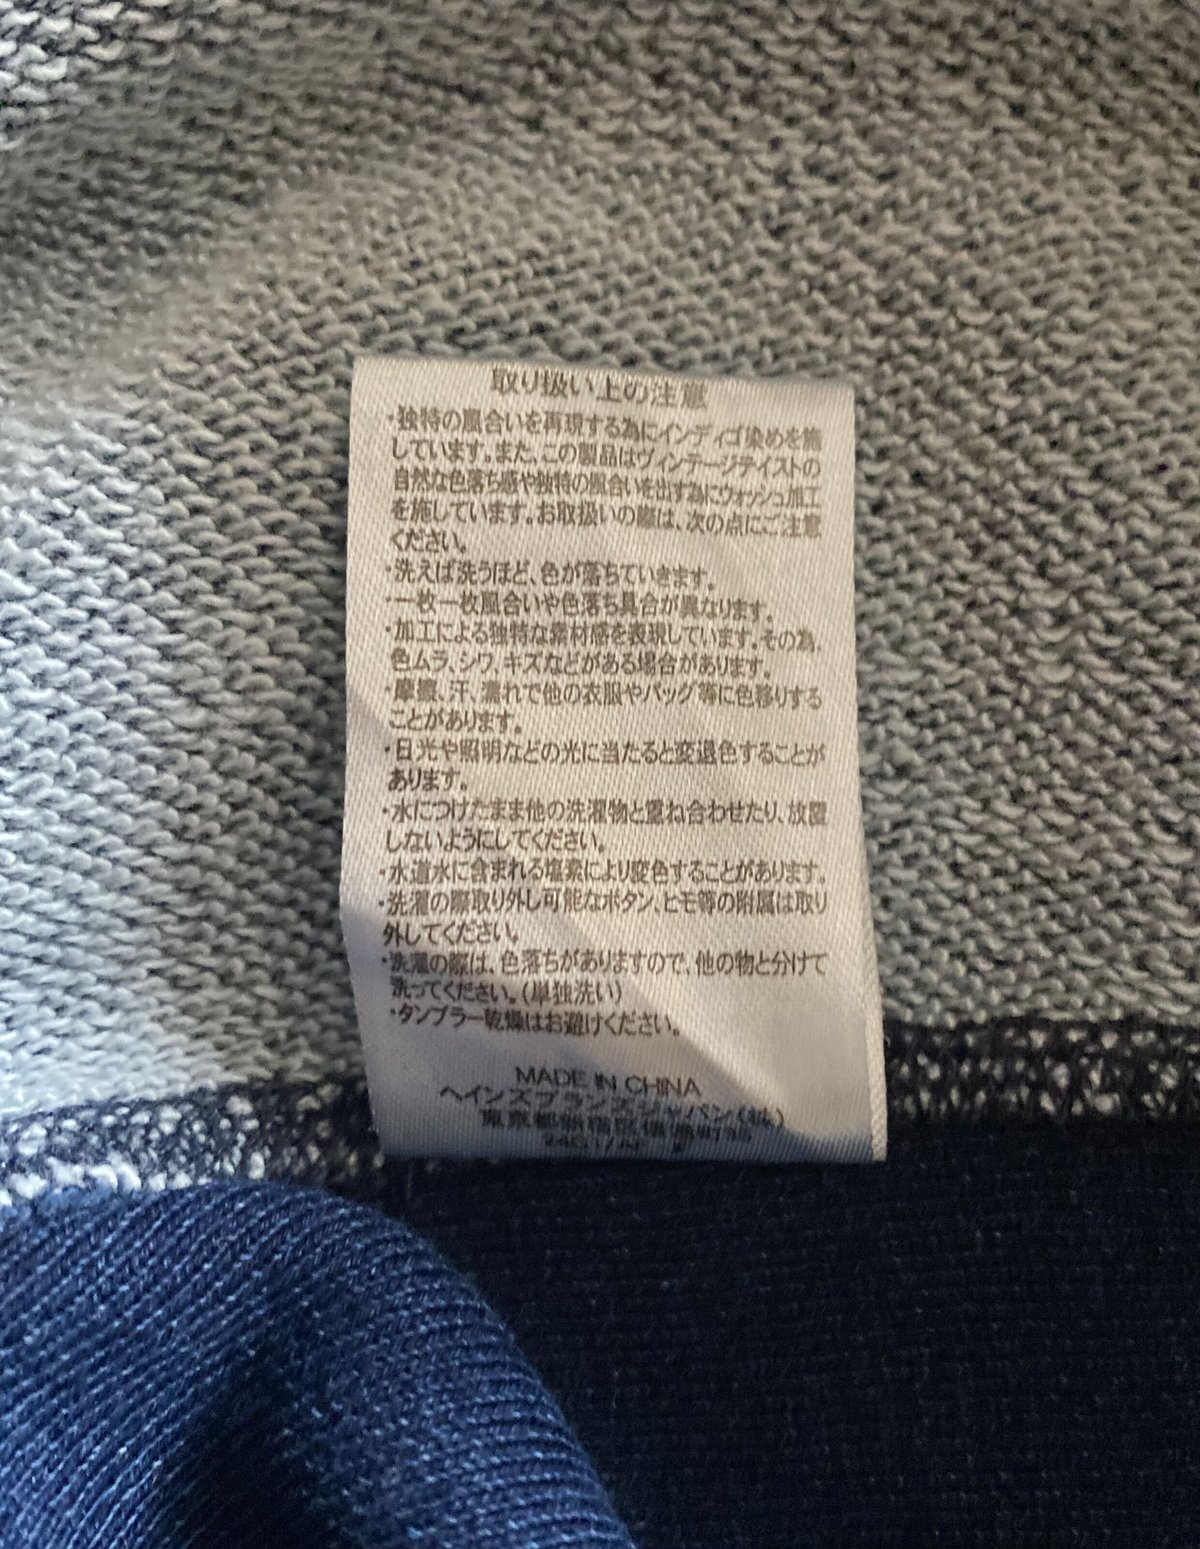 取り扱い上の注意
・独特の風合いを再現する為にインディゴ染めを施
しています。また、この製品はヴィンテージテイストの
自然な色落ち感や独特の風合いを出す為にウォッシュ加工
を施しています。お取扱いの際は、次の点にご注意
ください。
・洗えば洗うほど、色が落ちていきます。
・一枚一枚風合いや色落ち具合が異なります。
・加工による独特な素材感を表現しています。その為、
色ムラ、シワ、キズなどがある場合があります。
・摩擦、汗、濡れで他の衣服やバッグ等に色移りする
ことがあります。
・日光や照明などの光に当たると変退色することが
あります。
・水につけたまま他の洗濯物と重ね合わせたり、放置
しないようにしてください。
・水道水に含まれる塩素により変色することがあります。
・洗濯の際取り外し可能なボタン、ヒモ等の附属は取り
外してください。
・洗濯の際は、色落ちがありますので、他の物と分けて
洗ってください。(単独洗い)
・タンブラー乾燥はお避けください。
MADE IN CHINA
ヘインズブランズジャパン(株)
東京都新宿区